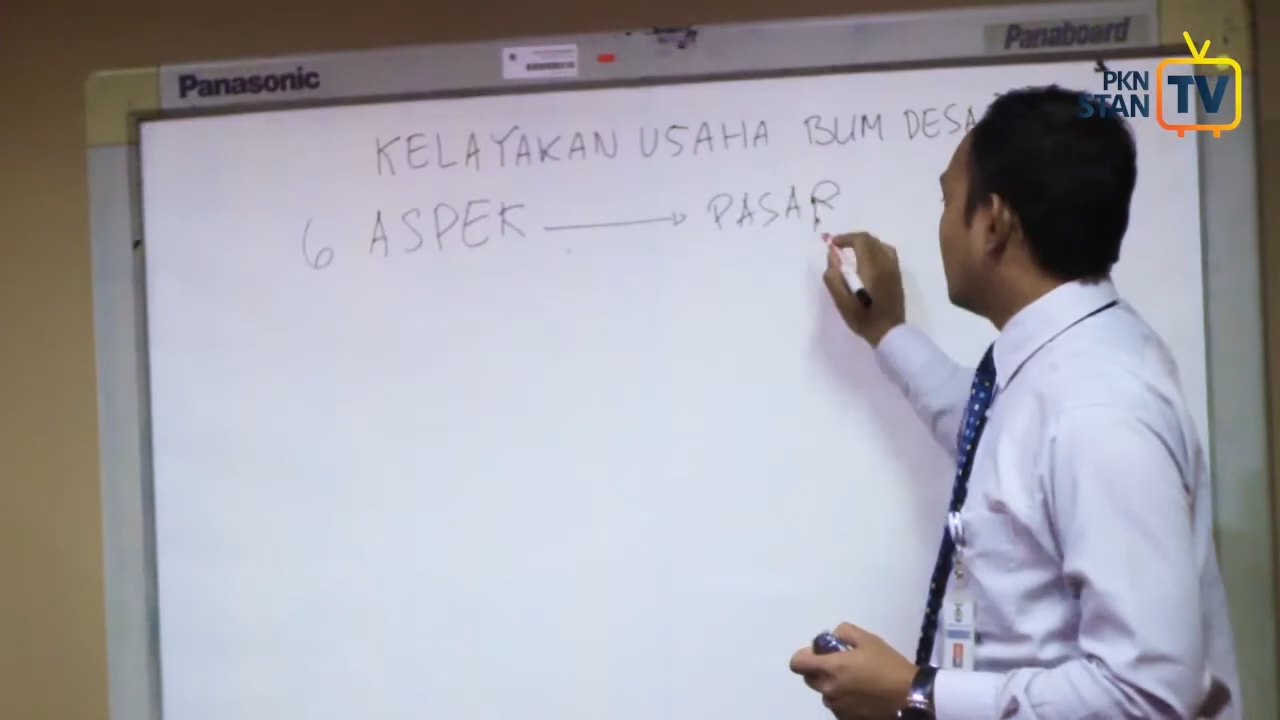 Panasonic
Panaboard
PKN
STAN
TV
KELAYAKAN USAHA BUM DESA
6 ASPEK → PASAR